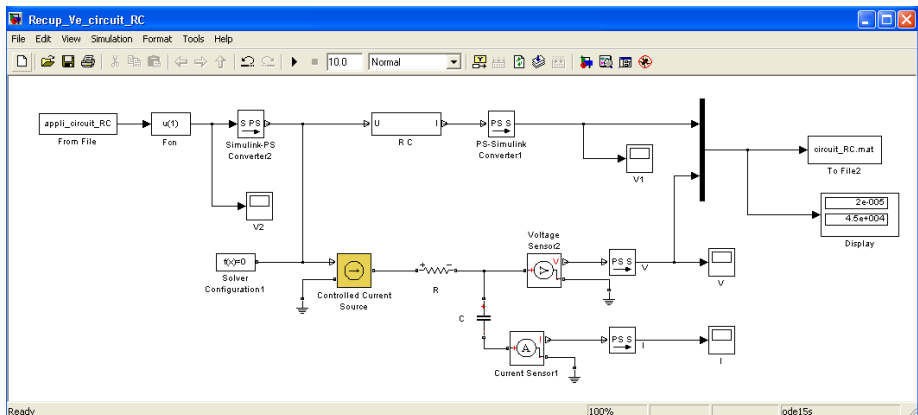 Recup_Ve_circuit_RC
File Edit View Simulation Format Tools Help
10.0 Normal
appli_circuit_RC
From File
u(1)
Fcn
S PS
Simulink-PS
Converter2
U I
R C
PS S
PS-Simulink
Converter1
V2
V1
circuit_RC.mat
To File2
2e-005
4.5e+004
Display
f(x)=0
Solver
Configuration1
Controlled Current
Source
+ −
R
Voltage
Sensor2
V
PS S
V
V
+
C
A
I
Current Sensor1
PS S
I
I
Ready 100% ode15s